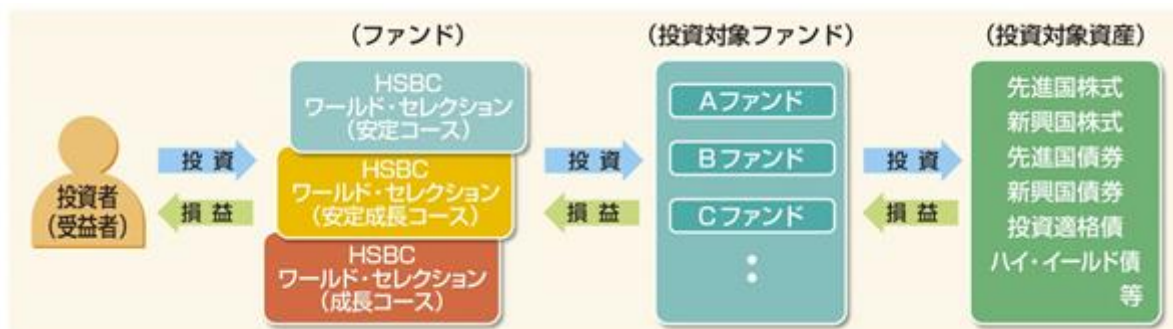 (ファンド)
(投資対象ファンド)
(投資対象資産)
投資者
(受益者)
投資
損益
HSBC
ワールド・セレクション
(安定コース)
HSBC
ワールド・セレクション
(安定成長コース)
HSBC
ワールド・セレクション
(成長コース)
投資
損益
Aファンド
Bファンド
Cファンド
:
投資
損益
先進国株式
新興国株式
先進国債券
新興国債券
投資適格債
ハイ・イールド債
等